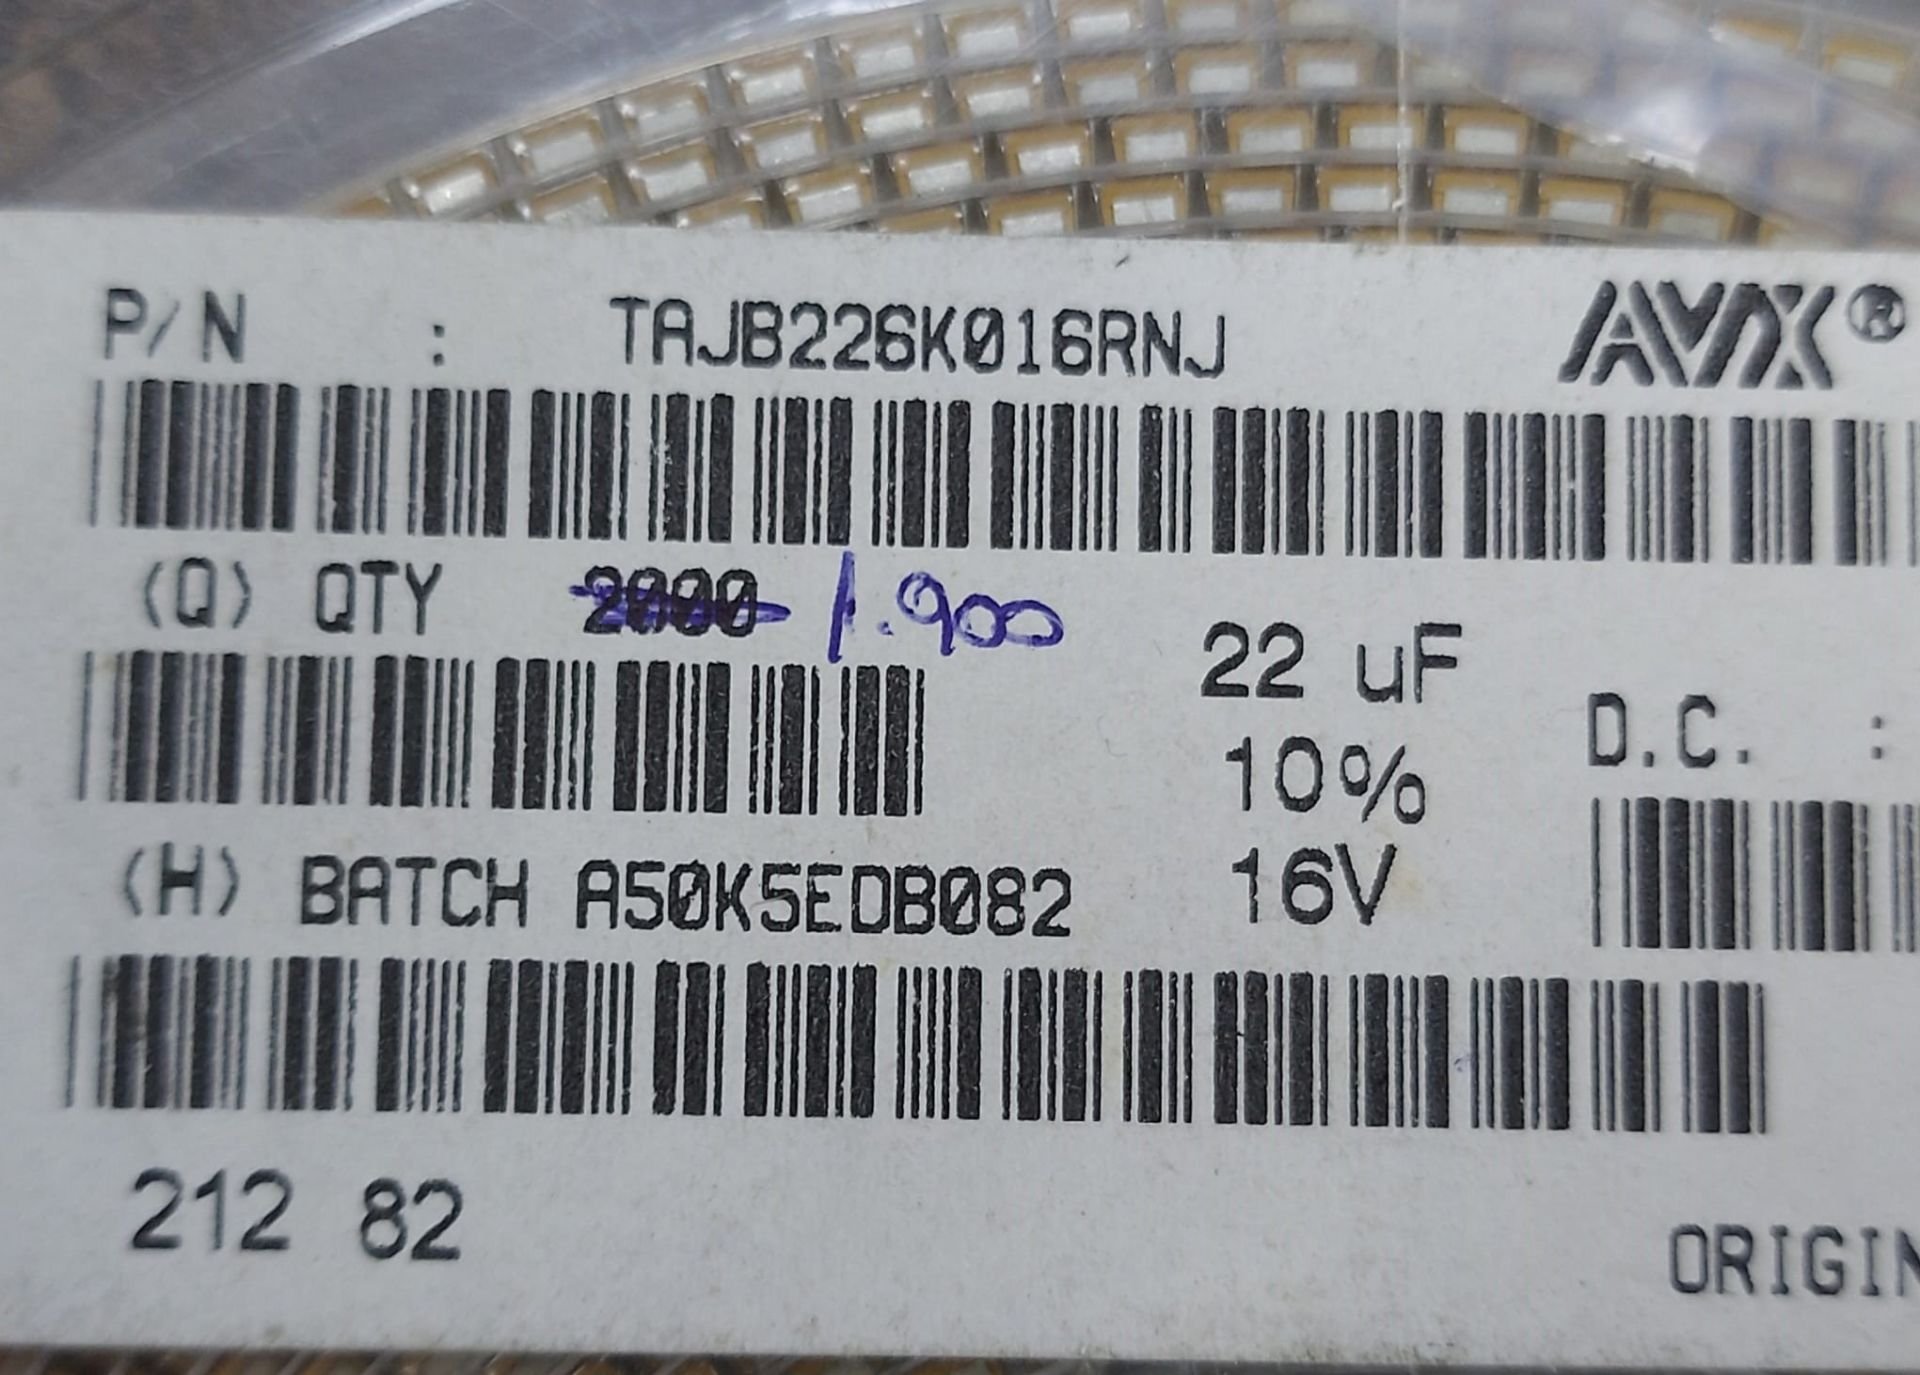 P/N : TAJB226K016RNJ AVX®
(Q) QTY 2000 1.900
22 uF
10% D.C. :
(H) BATCH A50K5EDB082 16V
212 82
ORIGIN